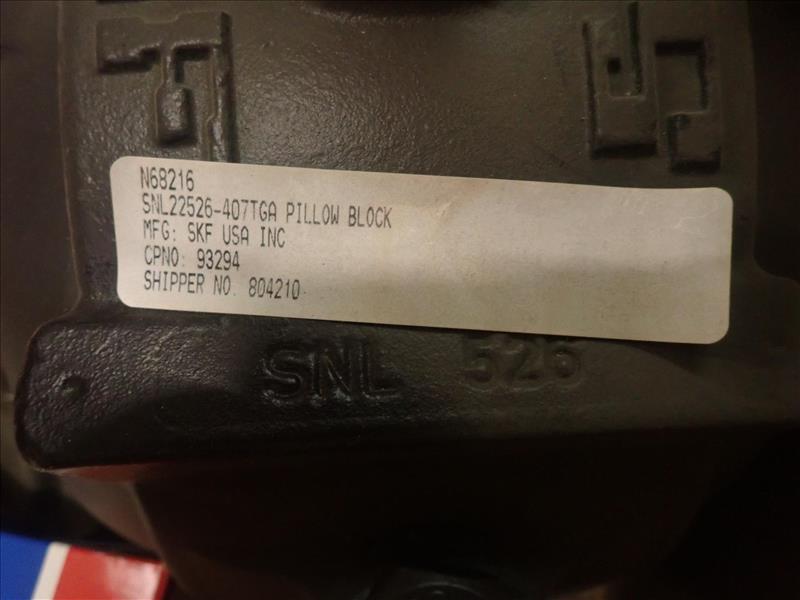 N68216
SNL22526-407TGA PILLOW BLOCK
MFG: SKF USA INC
CPNO: 93294
SHIPPER NO. 804210
SNL 526